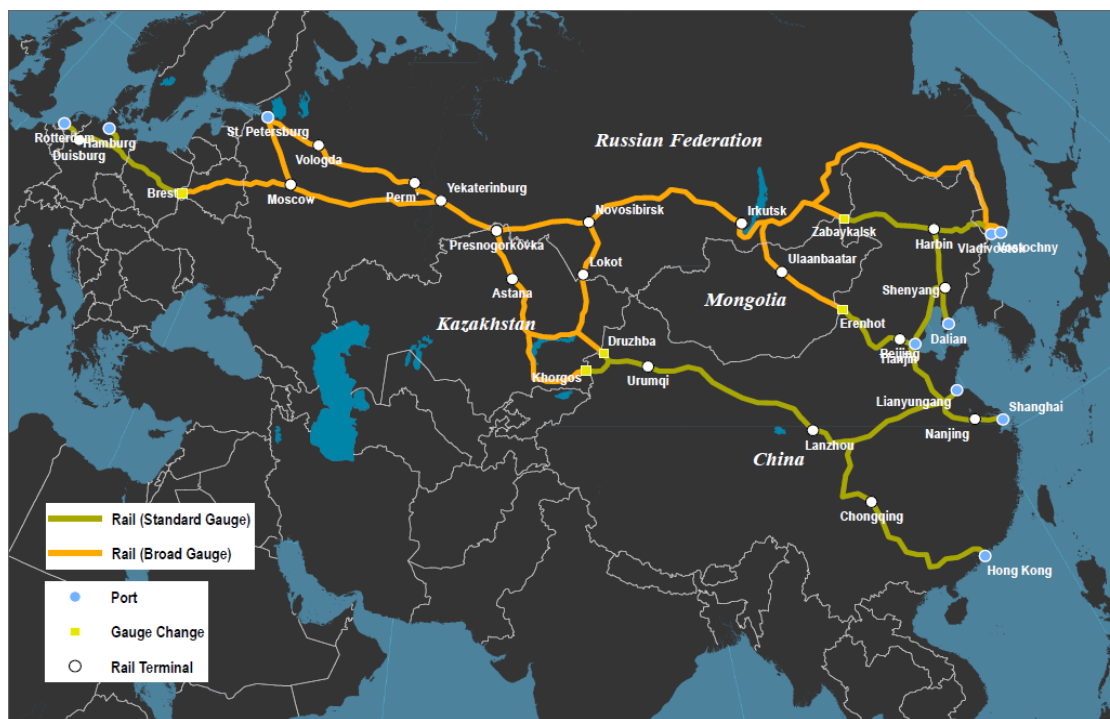 Russian Federation
St. Petersburg
Rotterdam
Hamburg
Duisburg
Vologda
Brest
Moscow
Perm'
Yekaterinburg
Novosibirsk
Irkutsk
Presnogorkovka
Zabaykalsk
Harbin
Vladivostok
Vostochny
Lokot
Ulaanbaatar
Astana
Shenyang
Mongolia
Kazakhstan
Erenhot
Dalian
Druzhba
Beijing
Tianjin
Khorgos
Urumqi
Lianyungang
Shanghai
Nanjing
Lanzhou
China
Chongqing
Hong Kong
Rail (Standard Gauge)
Rail (Broad Gauge)
Port
Gauge Change
Rail Terminal